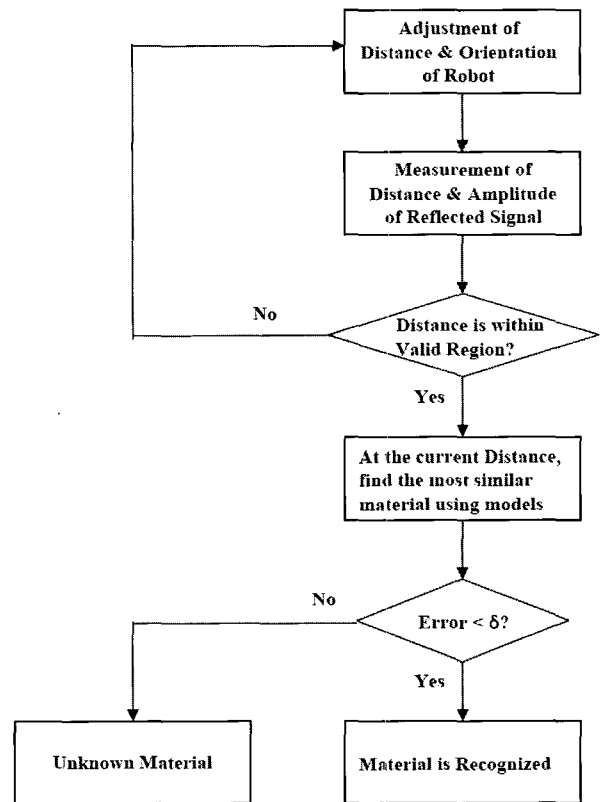 Adjustment of
Distance & Orientation
of Robot
Measurement of
Distance & Amplitude
of Reflected Signal
No
Distance is within
Valid Region?
Yes
At the current Distance,
find the most similar
material using models
No
Error < δ?
Yes
Unknown Material
Material is Recognized